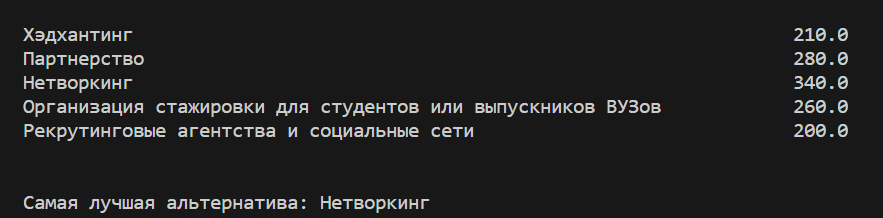 Хэдхантинг 210.0
Партнерство 280.0
Нетворкинг 340.0
Организация стажировки для студентов или выпускников ВУЗов 260.0
Рекрутинговые агентства и социальные сети 200.0
Самая лучшая альтернатива: Нетворкинг